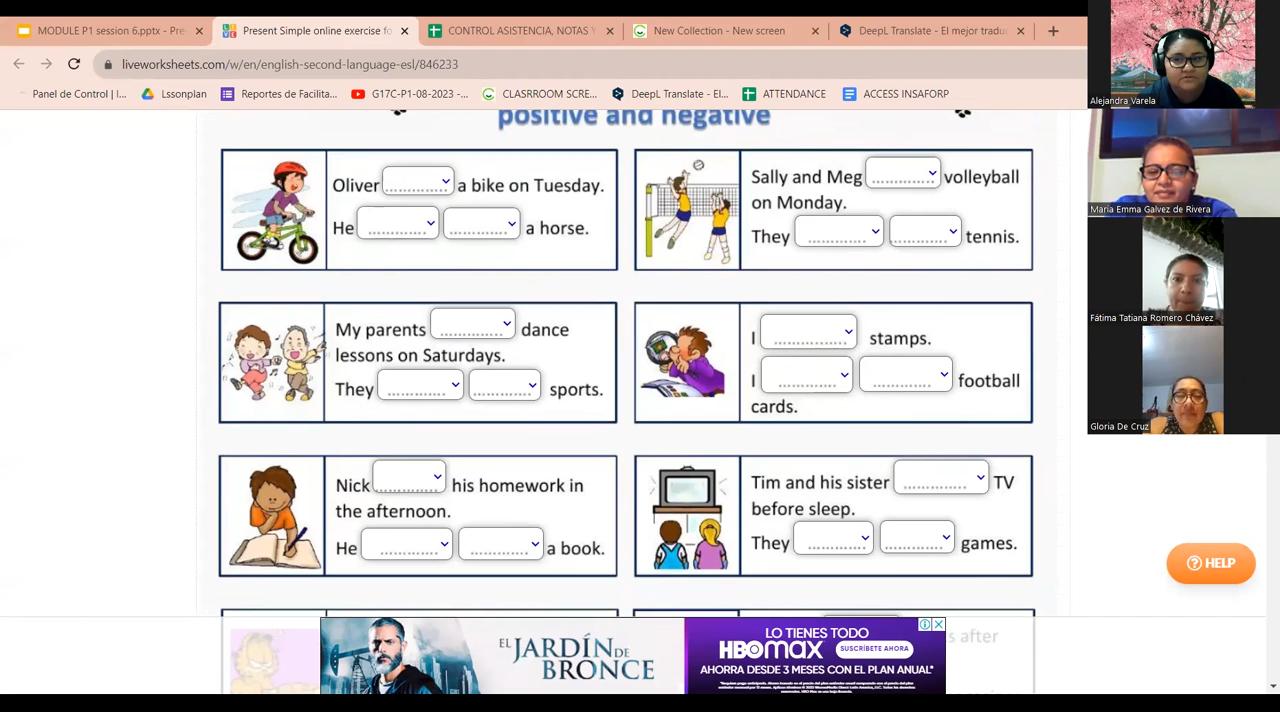 MODULE P1 session 6.pptx - Pre
Present Simple online exercise fo
CONTROL ASISTENCIA, NOTAS Y
New Collection - New screen
DeepL Translate - El mejor tradu
liveworksheets.com/w/en/english-second-language-esl/846233
Panel de Control | I...
Lssonplan
Reportes de Facilita...
G17C-P1-08-2023 -...
CLASRROOM SCRE...
DeepL Translate - El...
ATTENDANCE
ACCESS INSAFORP
positive and negative
Oliver ............ a bike on Tuesday.
He ............ ............ a horse.
Sally and Meg ............ volleyball
on Monday.
They ............ ............ tennis.
My parents ............ dance
lessons on Saturdays.
They ............ ............ sports.
I ............ stamps.
I ............ ............ football
cards.
Nick ............ his homework in
the afternoon.
He ............ ............ a book.
Tim and his sister ............ TV
before sleep.
They ............ ............ games.
after
HELP
EL JARDÍN DE
BRONCE
LO TIENES TODO
HBOMAX
SUSCRÍBETE AHORA
AHORRA DESDE 3 MESES CON EL PLAN ANUAL*
Alejandra Varela
María Emma Galvez de Rivera
Fátima Tatiana Romero Chávez
Gloria De Cruz